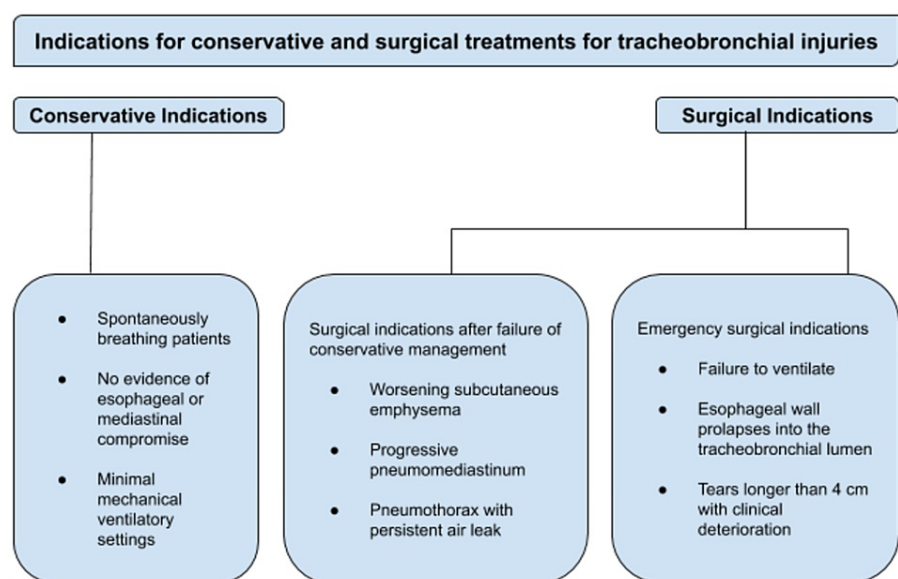 Indications for conservative and surgical treatments for tracheobronchial injuries
Conservative Indications
Surgical Indications
● Spontaneously
breathing patients
● No evidence of
esophageal or
mediastinal
compromise
● Minimal
mechanical
ventilatory
settings
Surgical indications after failure of
conservative management
● Worsening subcutaneous
emphysema
● Progressive
pneumomediastinum
● Pneumothorax with
persistent air leak
Emergency surgical indications
● Failure to ventilate
● Esophageal wall
prolapses into the
tracheobronchial lumen
● Tears longer than 4 cm
with clinical
deterioration